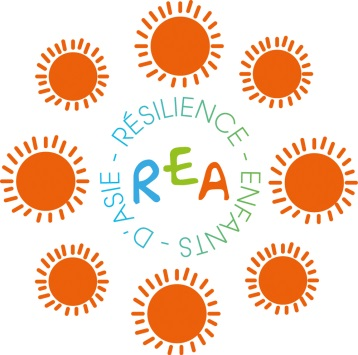 RÉSILIENCE - ENFANTS - D'ASIE -
REA